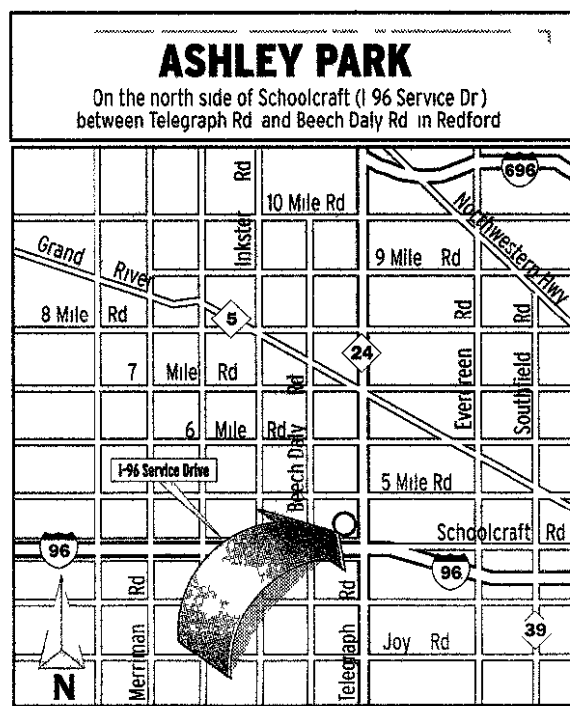 ASHLEY PARK
On the north side of Schoolcraft (I 96 Service Dr)
between Telegraph Rd and Beech Daly Rd in Redford
696
10 Mile Rd
Inkster Rd
Northwestern Hwy
Grand River
9 Mile Rd
8 Mile Rd
5
24
Evergreen Rd
Southfield Rd
7 Mile Rd
Beech Daly Rd
6 Mile Rd
I-96 Service Drive
5 Mile Rd
Schoolcraft Rd
96
96
Merriman Rd
Telegraph Rd
Joy Rd
39
N